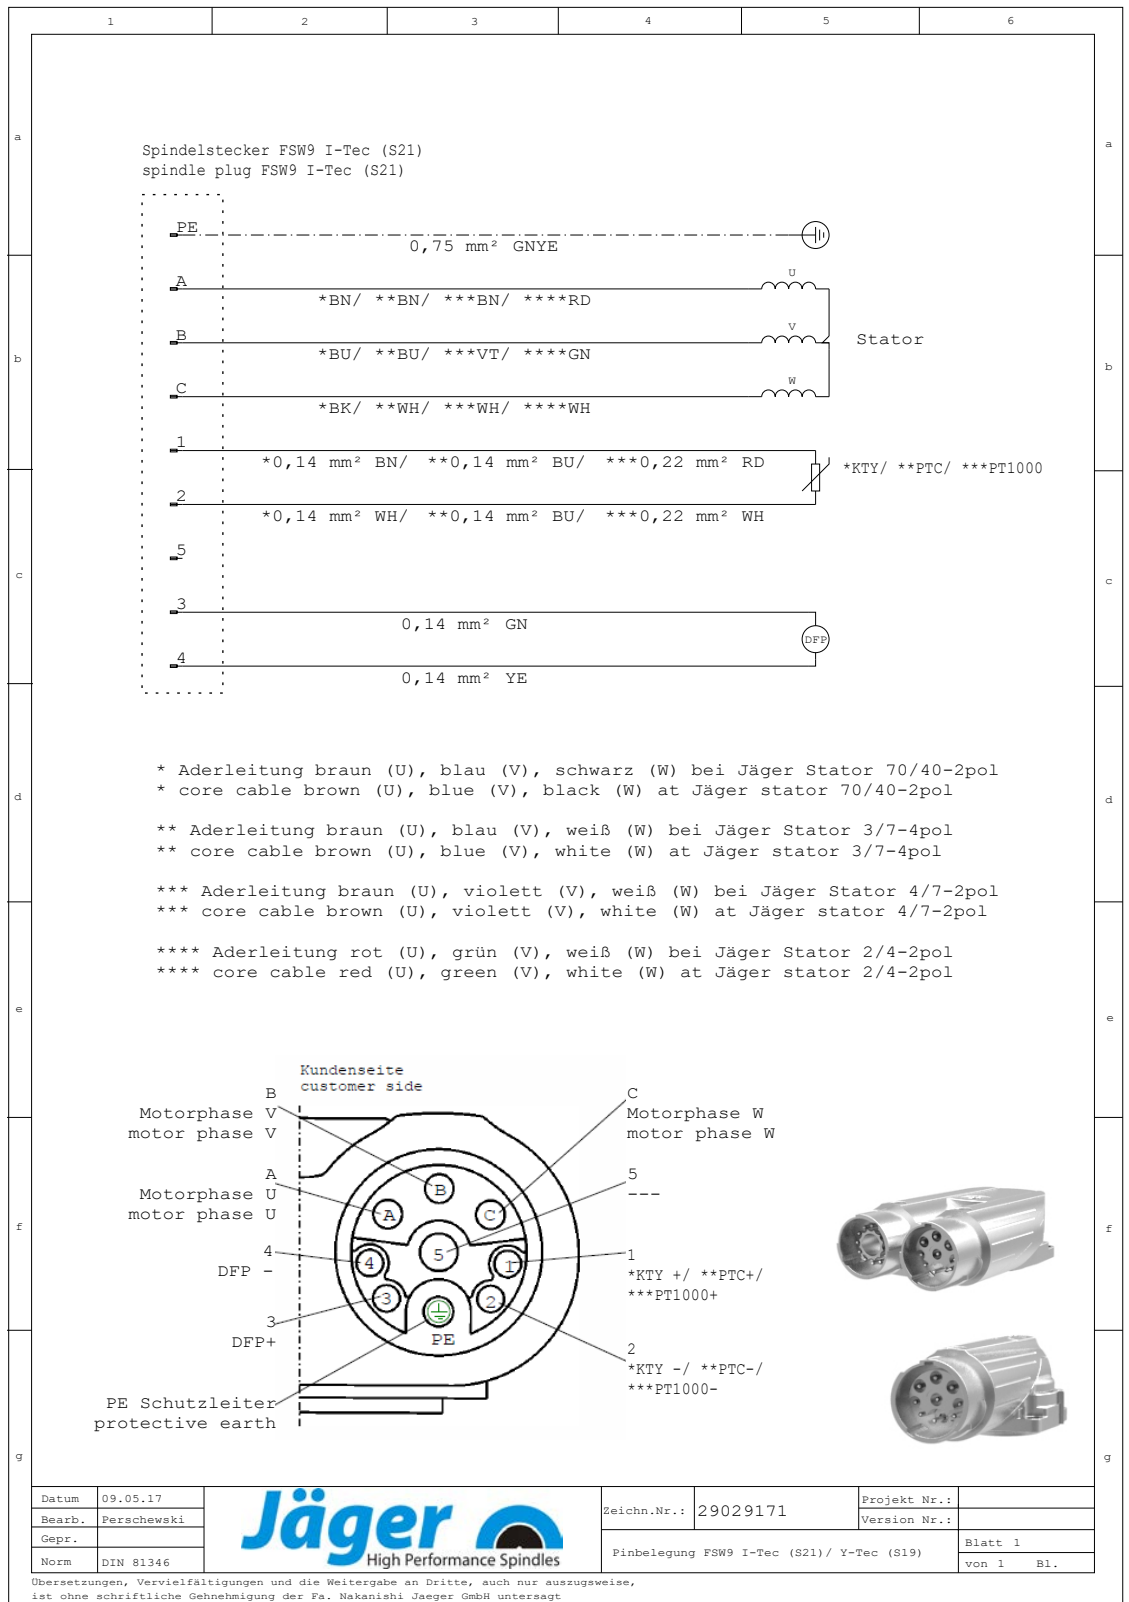 1 2 3 4 5 6
a
a
Spindelstecker FSW9 I-Tec (S21)
spindle plug FSW9 I-Tec (S21)
PE
0,75 mm² GNYE
A
U
*BN/ **BN/ ***BN/ ****RD
B
V
Stator
*BU/ **BU/ ***VT/ ****GN
b
b
C
W
*BK/ **WH/ ***WH/ ****WH
1
*0,14 mm² BN/ **0,14 mm² BU/ ***0,22 mm² RD
*KTY/ **PTC/ ***PT1000
2
*0,14 mm² WH/ **0,14 mm² BU/ ***0,22 mm² WH
5
c
c
3
0,14 mm² GN
DFP
4
0,14 mm² YE
* Aderleitung braun (U), blau (V), schwarz (W) bei Jäger Stator 70/40-2pol
* core cable brown (U), blue (V), black (W) at Jäger stator 70/40-2pol
d
d
** Aderleitung braun (U), blau (V), weiß (W) bei Jäger Stator 3/7-4pol
** core cable brown (U), blue (V), white (W) at Jäger stator 3/7-4pol
*** Aderleitung braun (U), violett (V), weiß (W) bei Jäger Stator 4/7-2pol
*** core cable brown (U), violett (V), white (W) at Jäger stator 4/7-2pol
**** Aderleitung rot (U), grün (V), weiß (W) bei Jäger Stator 2/4-2pol
**** core cable red (U), green (V), white (W) at Jäger stator 2/4-2pol
e
e
Kundenseite
customer side
B
Motorphase V
motor phase V
C
Motorphase W
motor phase W
A
Motorphase U
motor phase U
5
---
B
A
C
f
f
4
DFP -
5
4
1
1
*KTY +/ **PTC+/
***PT1000+
3
2
3
DFP+
PE
2
*KTY -/ **PTC-/
***PT1000-
PE Schutzleiter
protective earth
g
g
Datum 09.05.17
Bearb. Perschewski
Gepr.
Norm DIN 81346
Jäger
High Performance Spindles
Zeichn.Nr.: 29029171
Projekt Nr.:
Version Nr.:
Pinbelegung FSW9 I-Tec (S21)/ Y-Tec (S19)
Blatt 1
von 1 Bl.
Übersetzungen, Vervielfältigungen und die Weitergabe an Dritte, auch nur auszugsweise,
ist ohne schriftliche Gehnehmigung der Fa. Nakanishi Jaeger GmbH untersagt